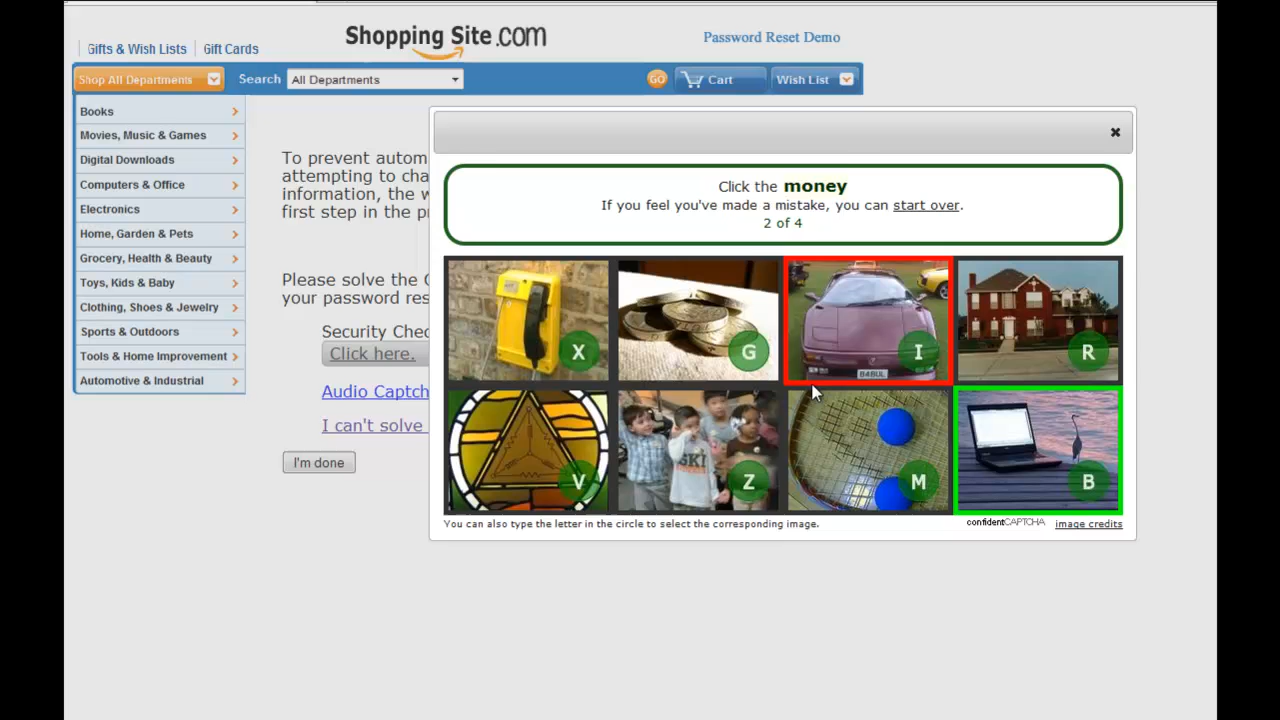 Shopping Site.com
Password Reset Demo
Gifts & Wish Lists
Gift Cards
Shop All Departments
Search
All Departments
GO
Cart
Wish List
Books
Movies, Music & Games
Digital Downloads
Computers & Office
Electronics
Home, Garden & Pets
Grocery, Health & Beauty
Toys, Kids & Baby
Clothing, Shoes & Jewelry
Sports & Outdoors
Tools & Home Improvement
Automotive & Industrial
To prevent autom
attempting to cha
information, the w
first step in the pr
Please solve the C
your password res
Security Chec
Click here.
Audio Captch
I can't solve
I'm done
Click the money
If you feel you've made a mistake, you can start over.
2 of 4
X
G
I
R
B4BUL
V
Z
M
B
You can also type the letter in the circle to select the corresponding image.
confidentCAPTCHA
image credits